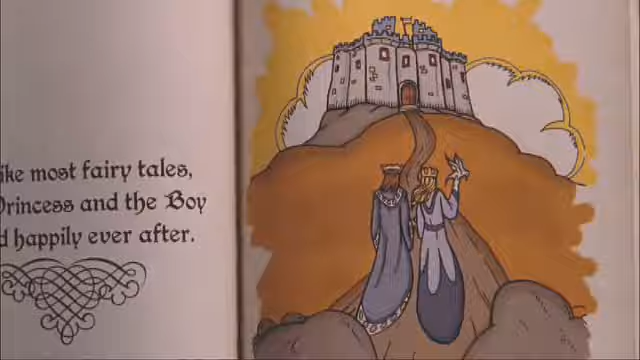 ike most fairy tales,
Princess and the Boy
d happily ever after.